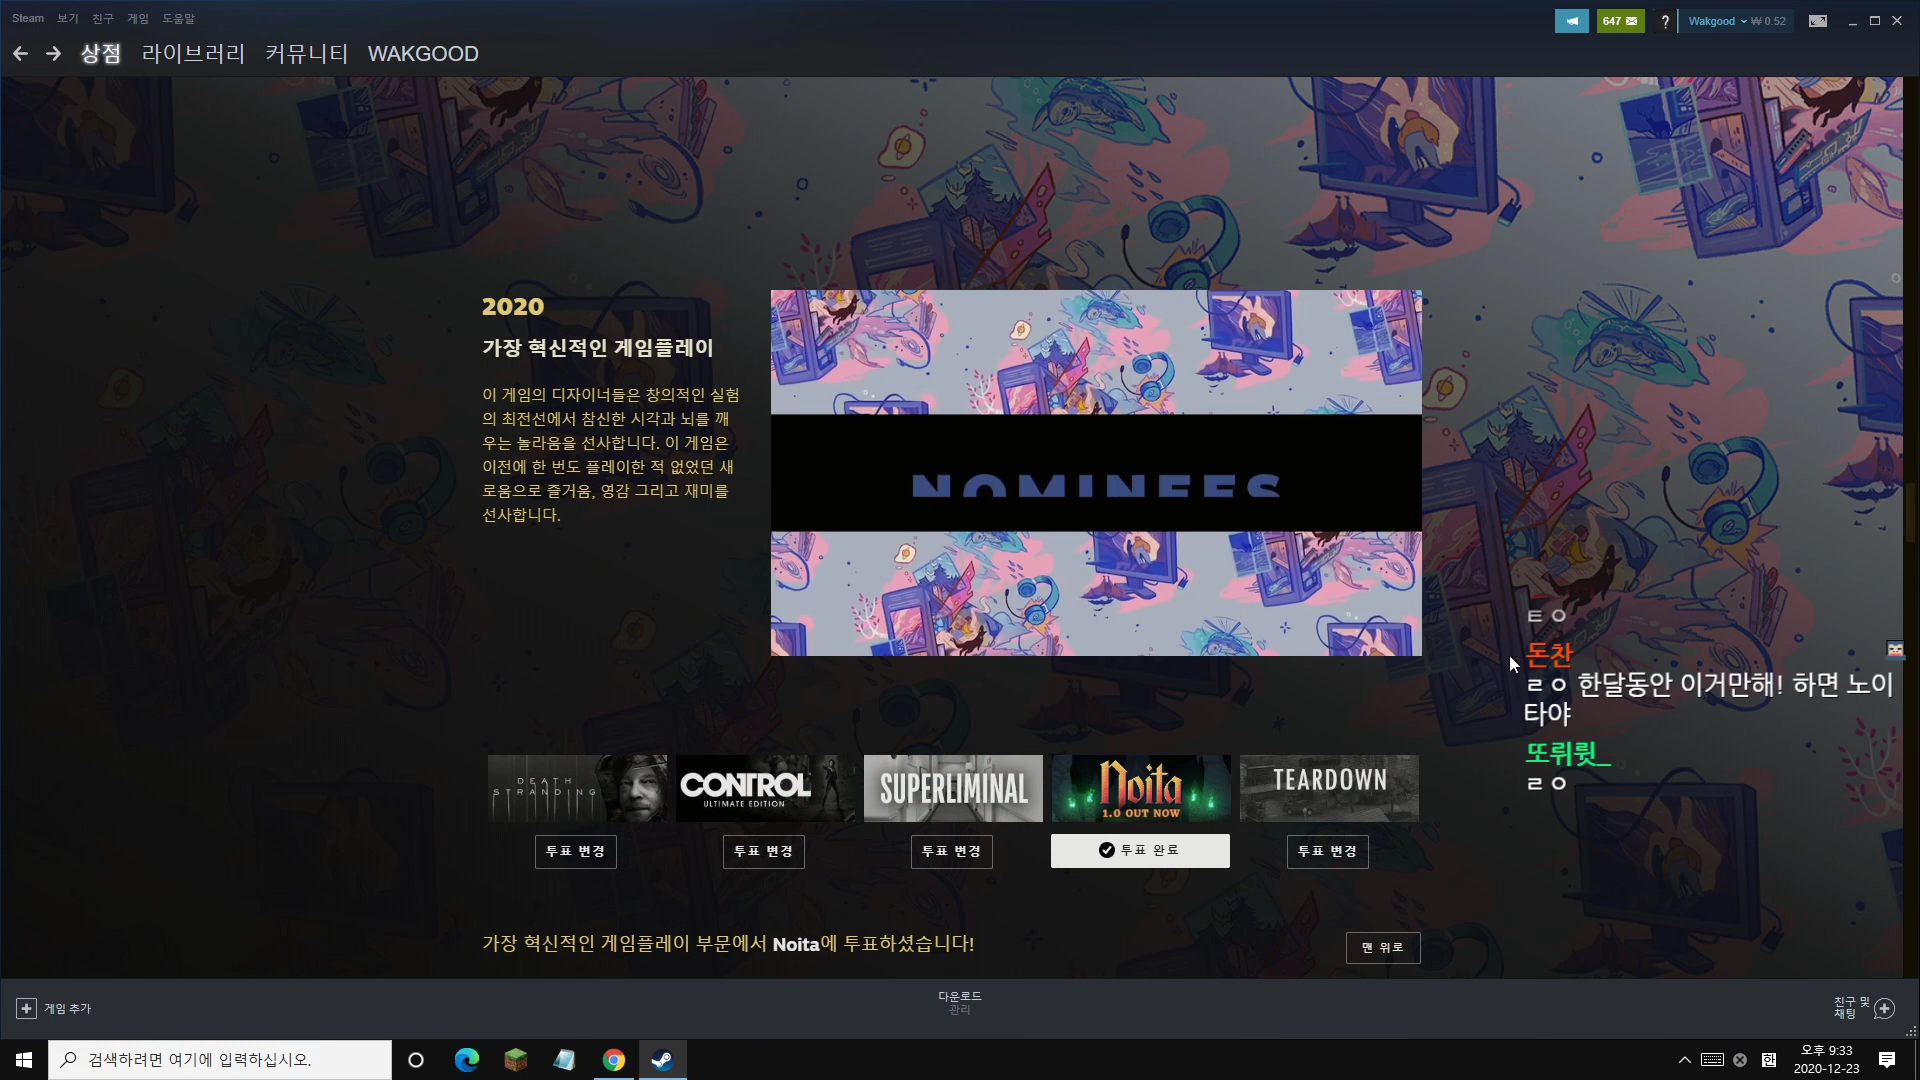 Steam 보기 친구 게임 도움말
647
?
Wakgood ₩ 0.52
상점 라이브러리 커뮤니티 WAKGOOD
2020
가장 혁신적인 게임플레이
이 게임의 디자이너들은 창의적인 실험
의 최전선에서 참신한 시각과 뇌를 깨
우는 놀라움을 선사합니다. 이 게임은
이전에 한 번도 플레이한 적 없었던 새
로움으로 즐거움, 영감 그리고 재미를
선사합니다.
NOMINEES
ㅌㅇ
돈찬
ㄹㅇ 한달동안 이거만해! 하면 노이
타야
또뤼륏_
ㄹㅇ
DEATH
STRANDING
CONTROL
ULTIMATE EDITION
SUPERLIMINAL
Noita
1.0 OUT NOW
TEARDOWN
투표 변경
투표 변경
투표 변경
투표 완료
투표 변경
가장 혁신적인 게임플레이 부문에서 Noita에 투표하셨습니다!
맨 위로
게임 추가
다운로드
관리
친구 및
채팅
검색하려면 여기에 입력하십시오.
한
오후 9:33
2020-12-23